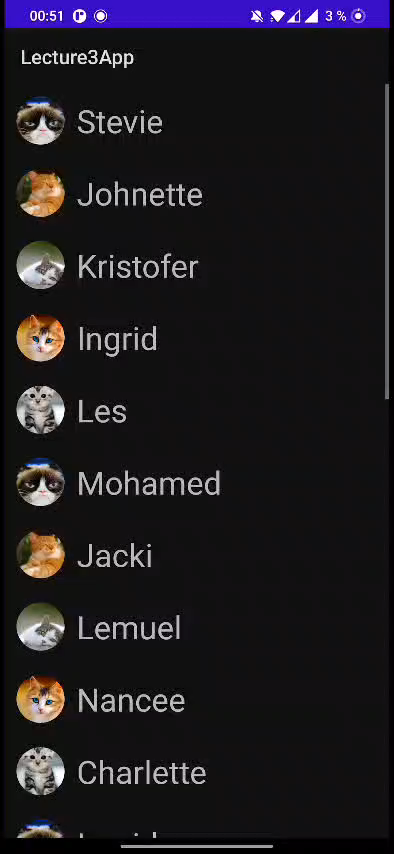 00:51 3 %
Lecture3App
Stevie
Johnette
Kristofer
Ingrid
Les
Mohamed
Jacki
Lemuel
Nancee
Charlette